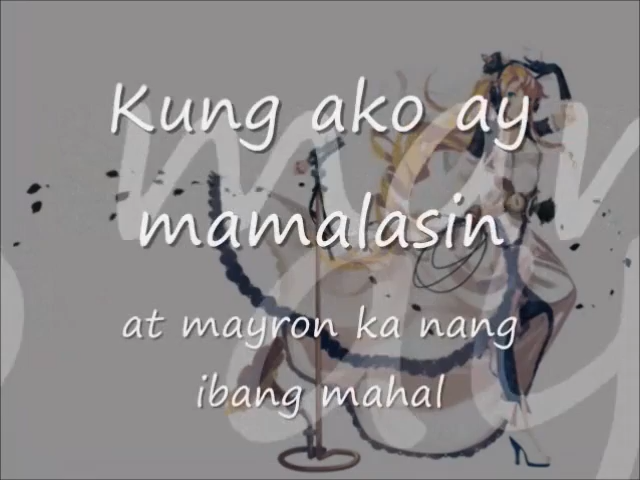 Kung ako ay
mamalasin
at mayron ka nang
ibang mahal